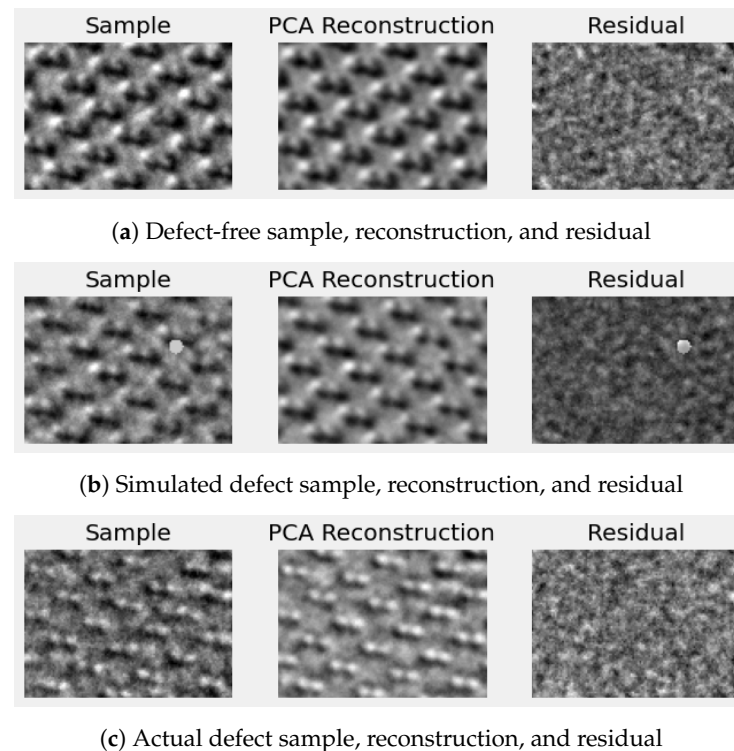 Sample PCA Reconstruction Residual
(a) Defect-free sample, reconstruction, and residual
Sample PCA Reconstruction Residual
(b) Simulated defect sample, reconstruction, and residual
Sample PCA Reconstruction Residual
(c) Actual defect sample, reconstruction, and residual